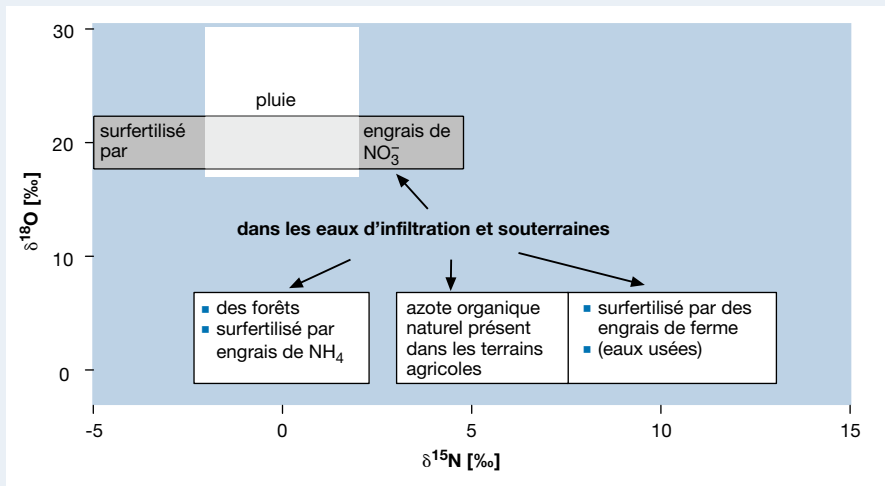 30
20
10
0
δ¹⁸O [‰]
pluie
surfertilisé
par
engrais de
NO₃⁻
dans les eaux d’infiltration et souterraines
▪ des forêts
▪ surfertilisé par
engrais de NH₄
azote organique
naturel présent
dans les terrains
agricoles
▪ surfertilisé par des
engrais de ferme
▪ (eaux usées)
-5 0 5 10 15
δ¹⁵N [‰]